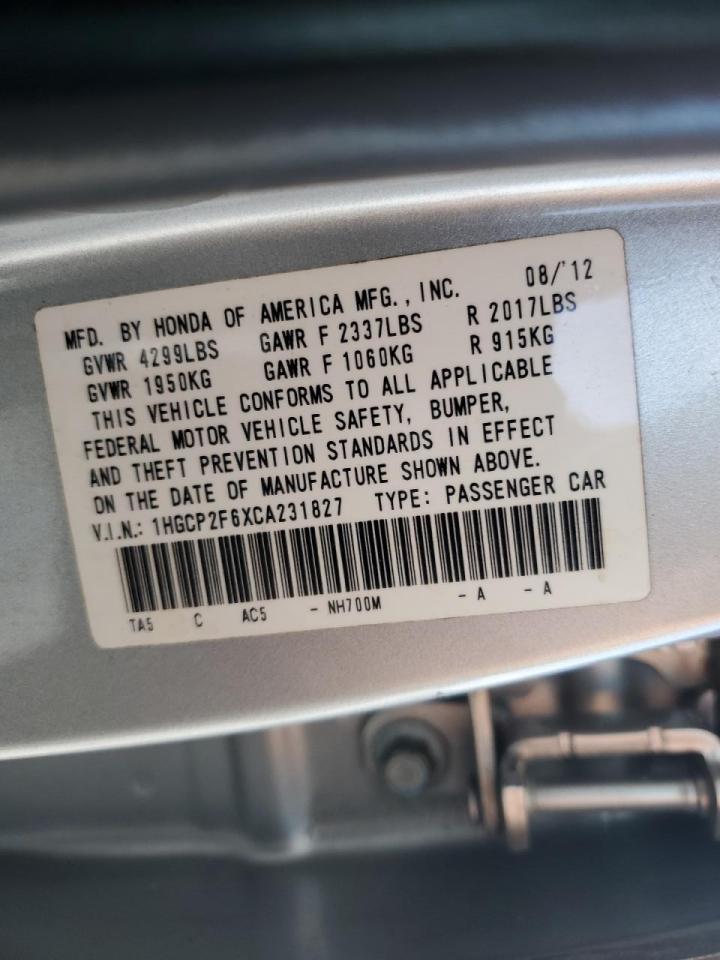 MFD. BY HONDA OF AMERICA MFG., INC. 08/'12
GVWR 4299LBS GAWR F 2337LBS R 2017LBS
GVWR 1950KG GAWR F 1060KG R 915KG
THIS VEHICLE CONFORMS TO ALL APPLICABLE
FEDERAL MOTOR VEHICLE SAFETY, BUMPER,
AND THEFT PREVENTION STANDARDS IN EFFECT
ON THE DATE OF MANUFACTURE SHOWN ABOVE.
V.I.N.: 1HGCP2F6XCA231827 TYPE: PASSENGER CAR
TA5 C AC5 - NH700M - A - A